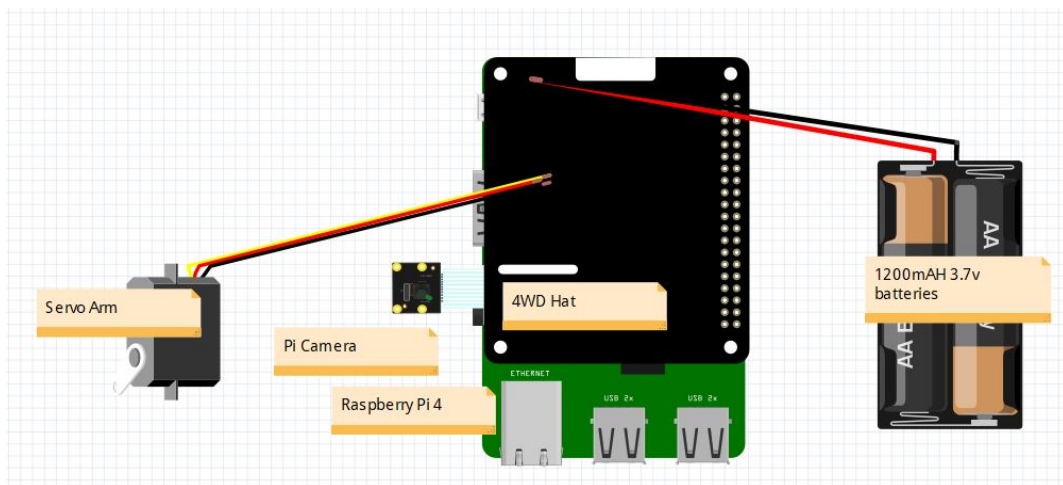 Servo Arm
Pi Camera
Raspberry Pi 4
4WD Hat
1200mAH 3.7v
batteries
AA
AA
ETHERNET
USB 2x
USB 2x